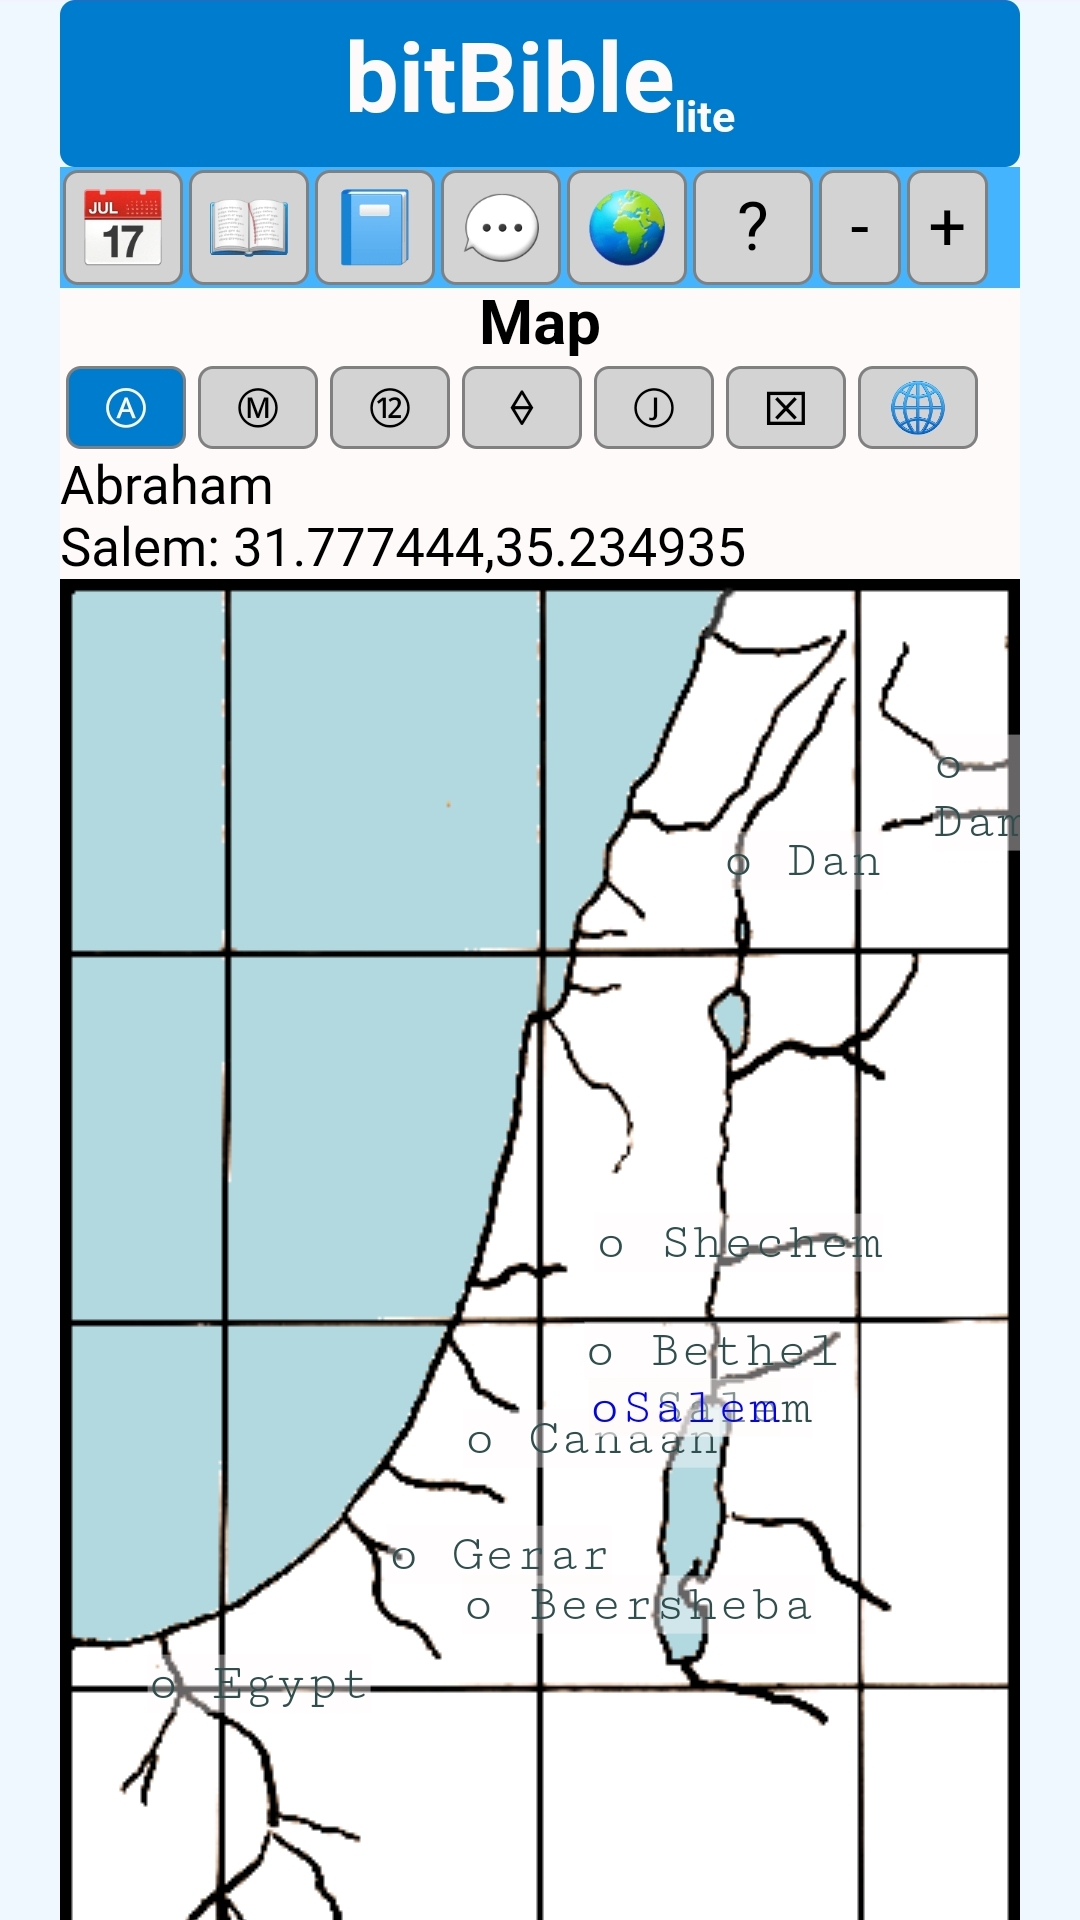 bitBible lite
JUL 17 ? - +
Map
Ⓐ Ⓜ ⑫ Ⓙ
Abraham
Salem: 31.777444,35.234935
o
Dam
o Dan
o Shechem
o Bethel
oSalem
o Canaan
o Gerar
o Beersheba
o Egypt